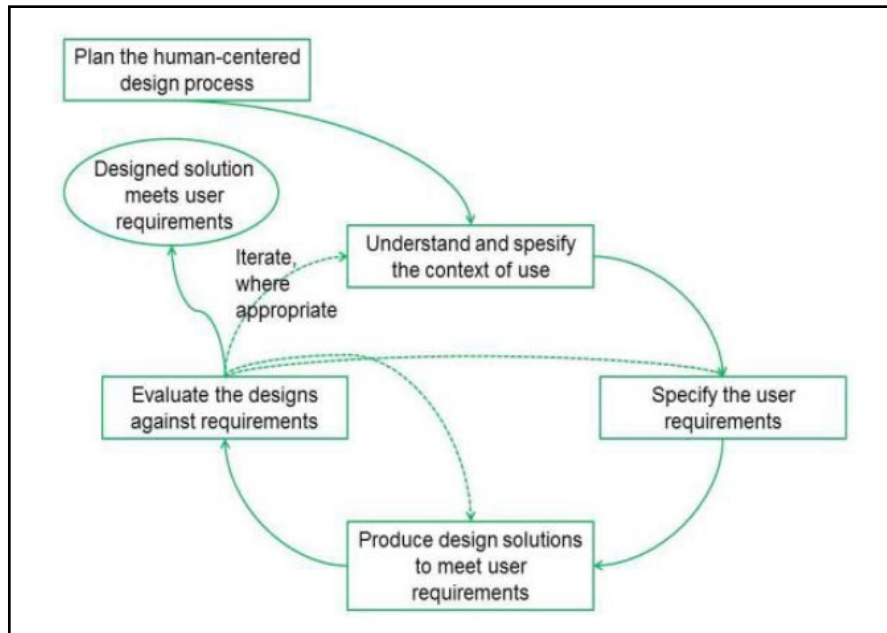 Plan the human-centered
design process
Designed solution
meets user
requirements
Iterate,
where
appropriate
Understand and spesify
the context of use
Evaluate the designs
against requirements
Specify the user
requirements
Produce design solutions
to meet user
requirements